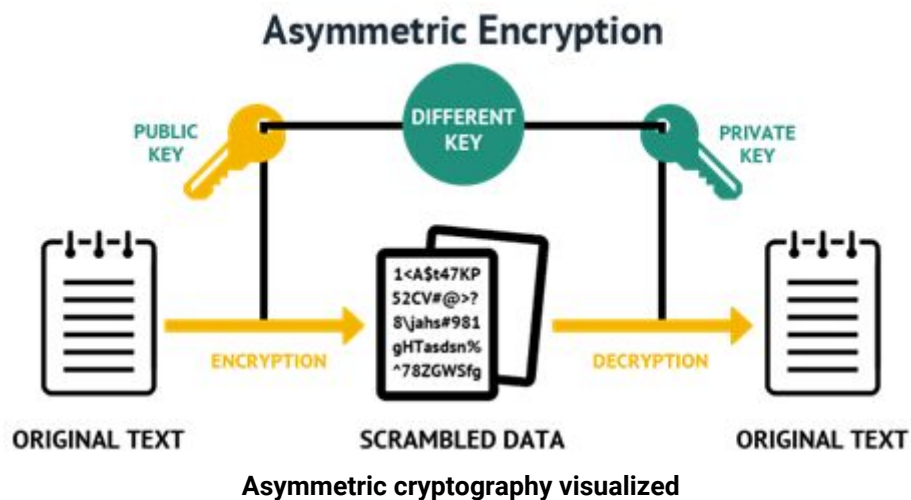 Asymmetric Encryption
PUBLIC
KEY
DIFFERENT
KEY
PRIVATE
KEY
1<A$t47KP
52CV#@>?
8\jahs#981
gHTasdsn%
^78ZGWSfg
ENCRYPTION
DECRYPTION
ORIGINAL TEXT
SCRAMBLED DATA
ORIGINAL TEXT
Asymmetric cryptography visualized